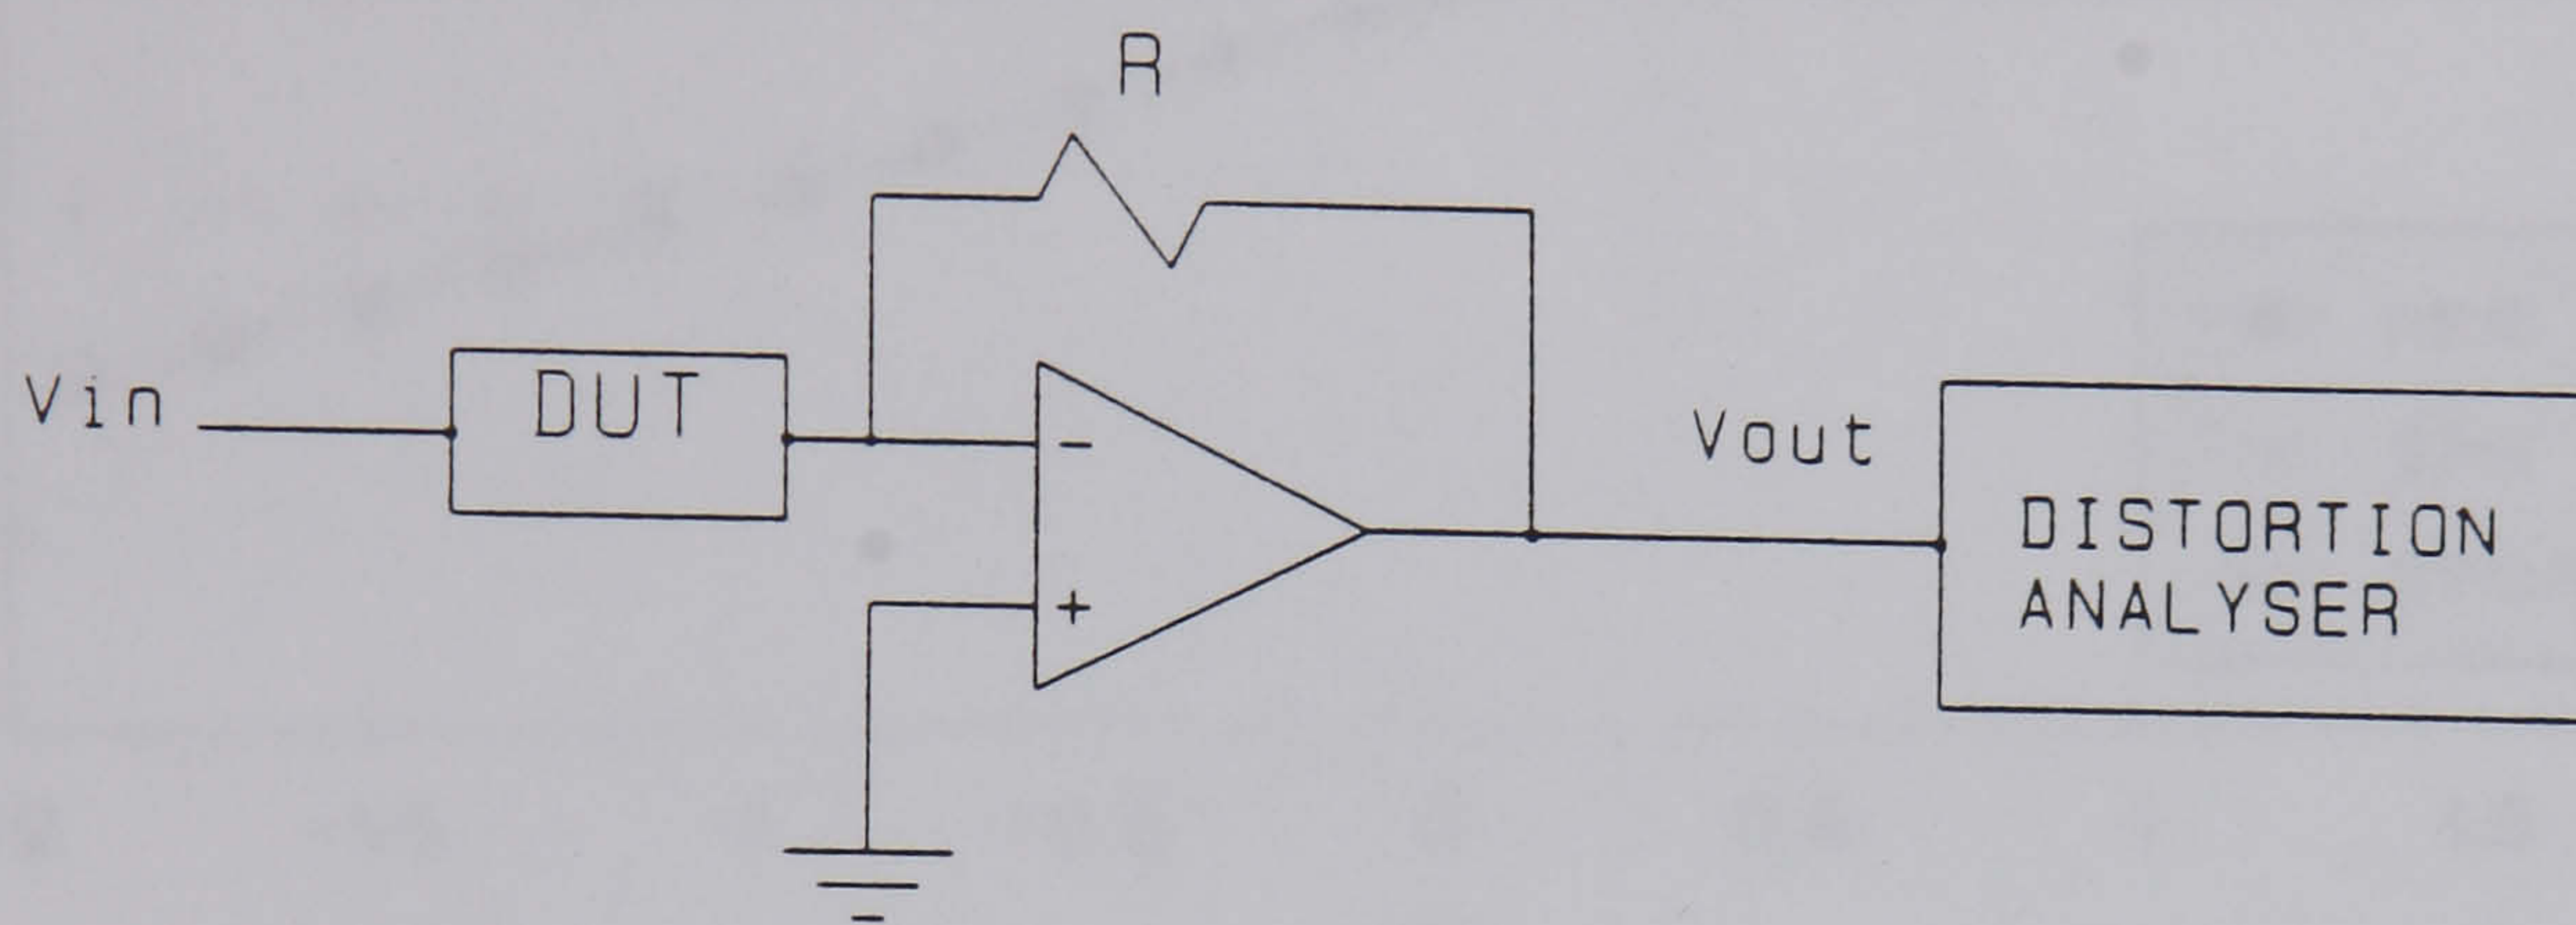 R
Vin
DUT
−
+
Vout
DISTORTION
ANALYSER